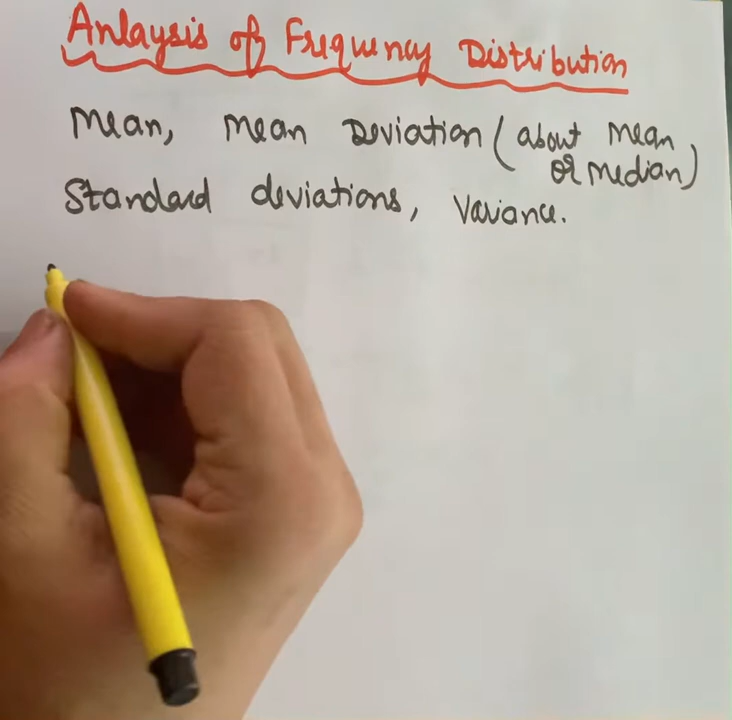 Anlaysis of Frequency Distribution
Mean, Mean Deviation (about Mean,
or Median)
Standard deviations, Variance.